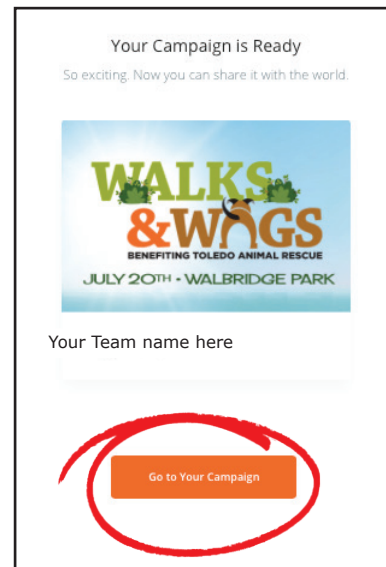 Your Campaign is Ready
So exciting. Now you can share it with the world.
WALKS
& WAGS
BENEFITING TOLEDO ANIMAL RESCUE
JULY 20TH • WALBRIDGE PARK
Your Team name here
Go to Your Campaign